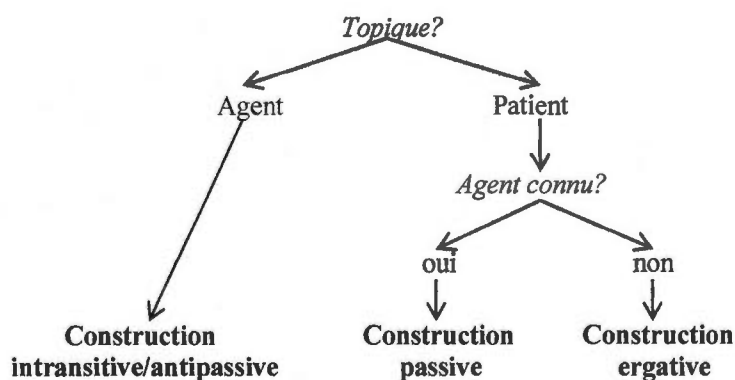 Topique?
Agent Patient
Agent connu?
oui non
Construction Construction Construction
intransitive/antipassive passive ergative